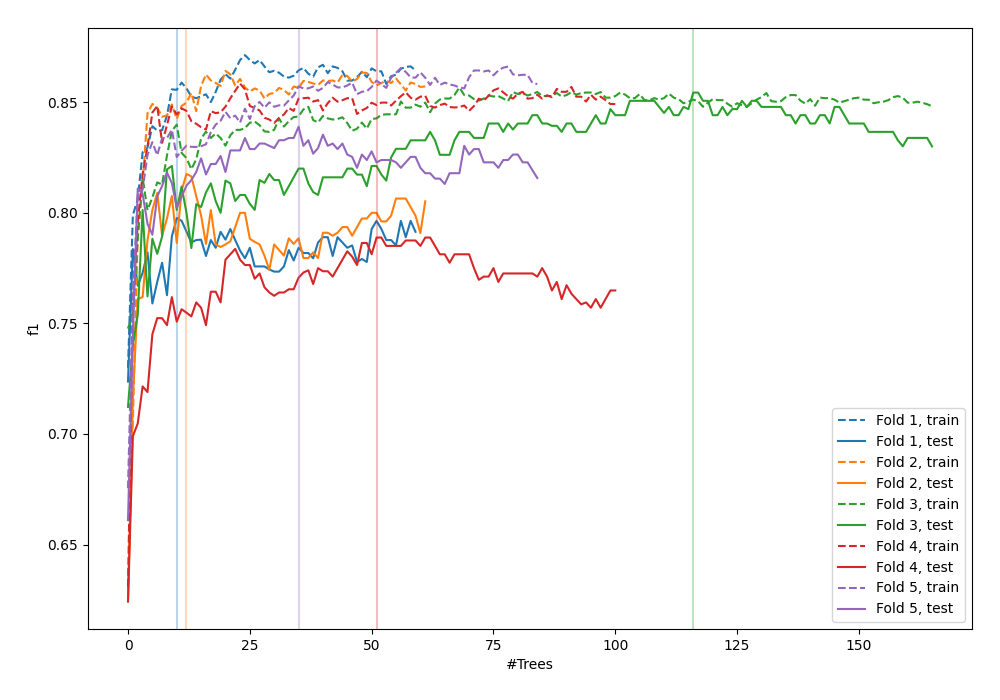 0.85
0.80
0.75
0.70
0.65
f1
0
25
50
75
100
125
150
#Trees
Fold 1, train
Fold 1, test
Fold 2, train
Fold 2, test
Fold 3, train
Fold 3, test
Fold 4, train
Fold 4, test
Fold 5, train
Fold 5, test